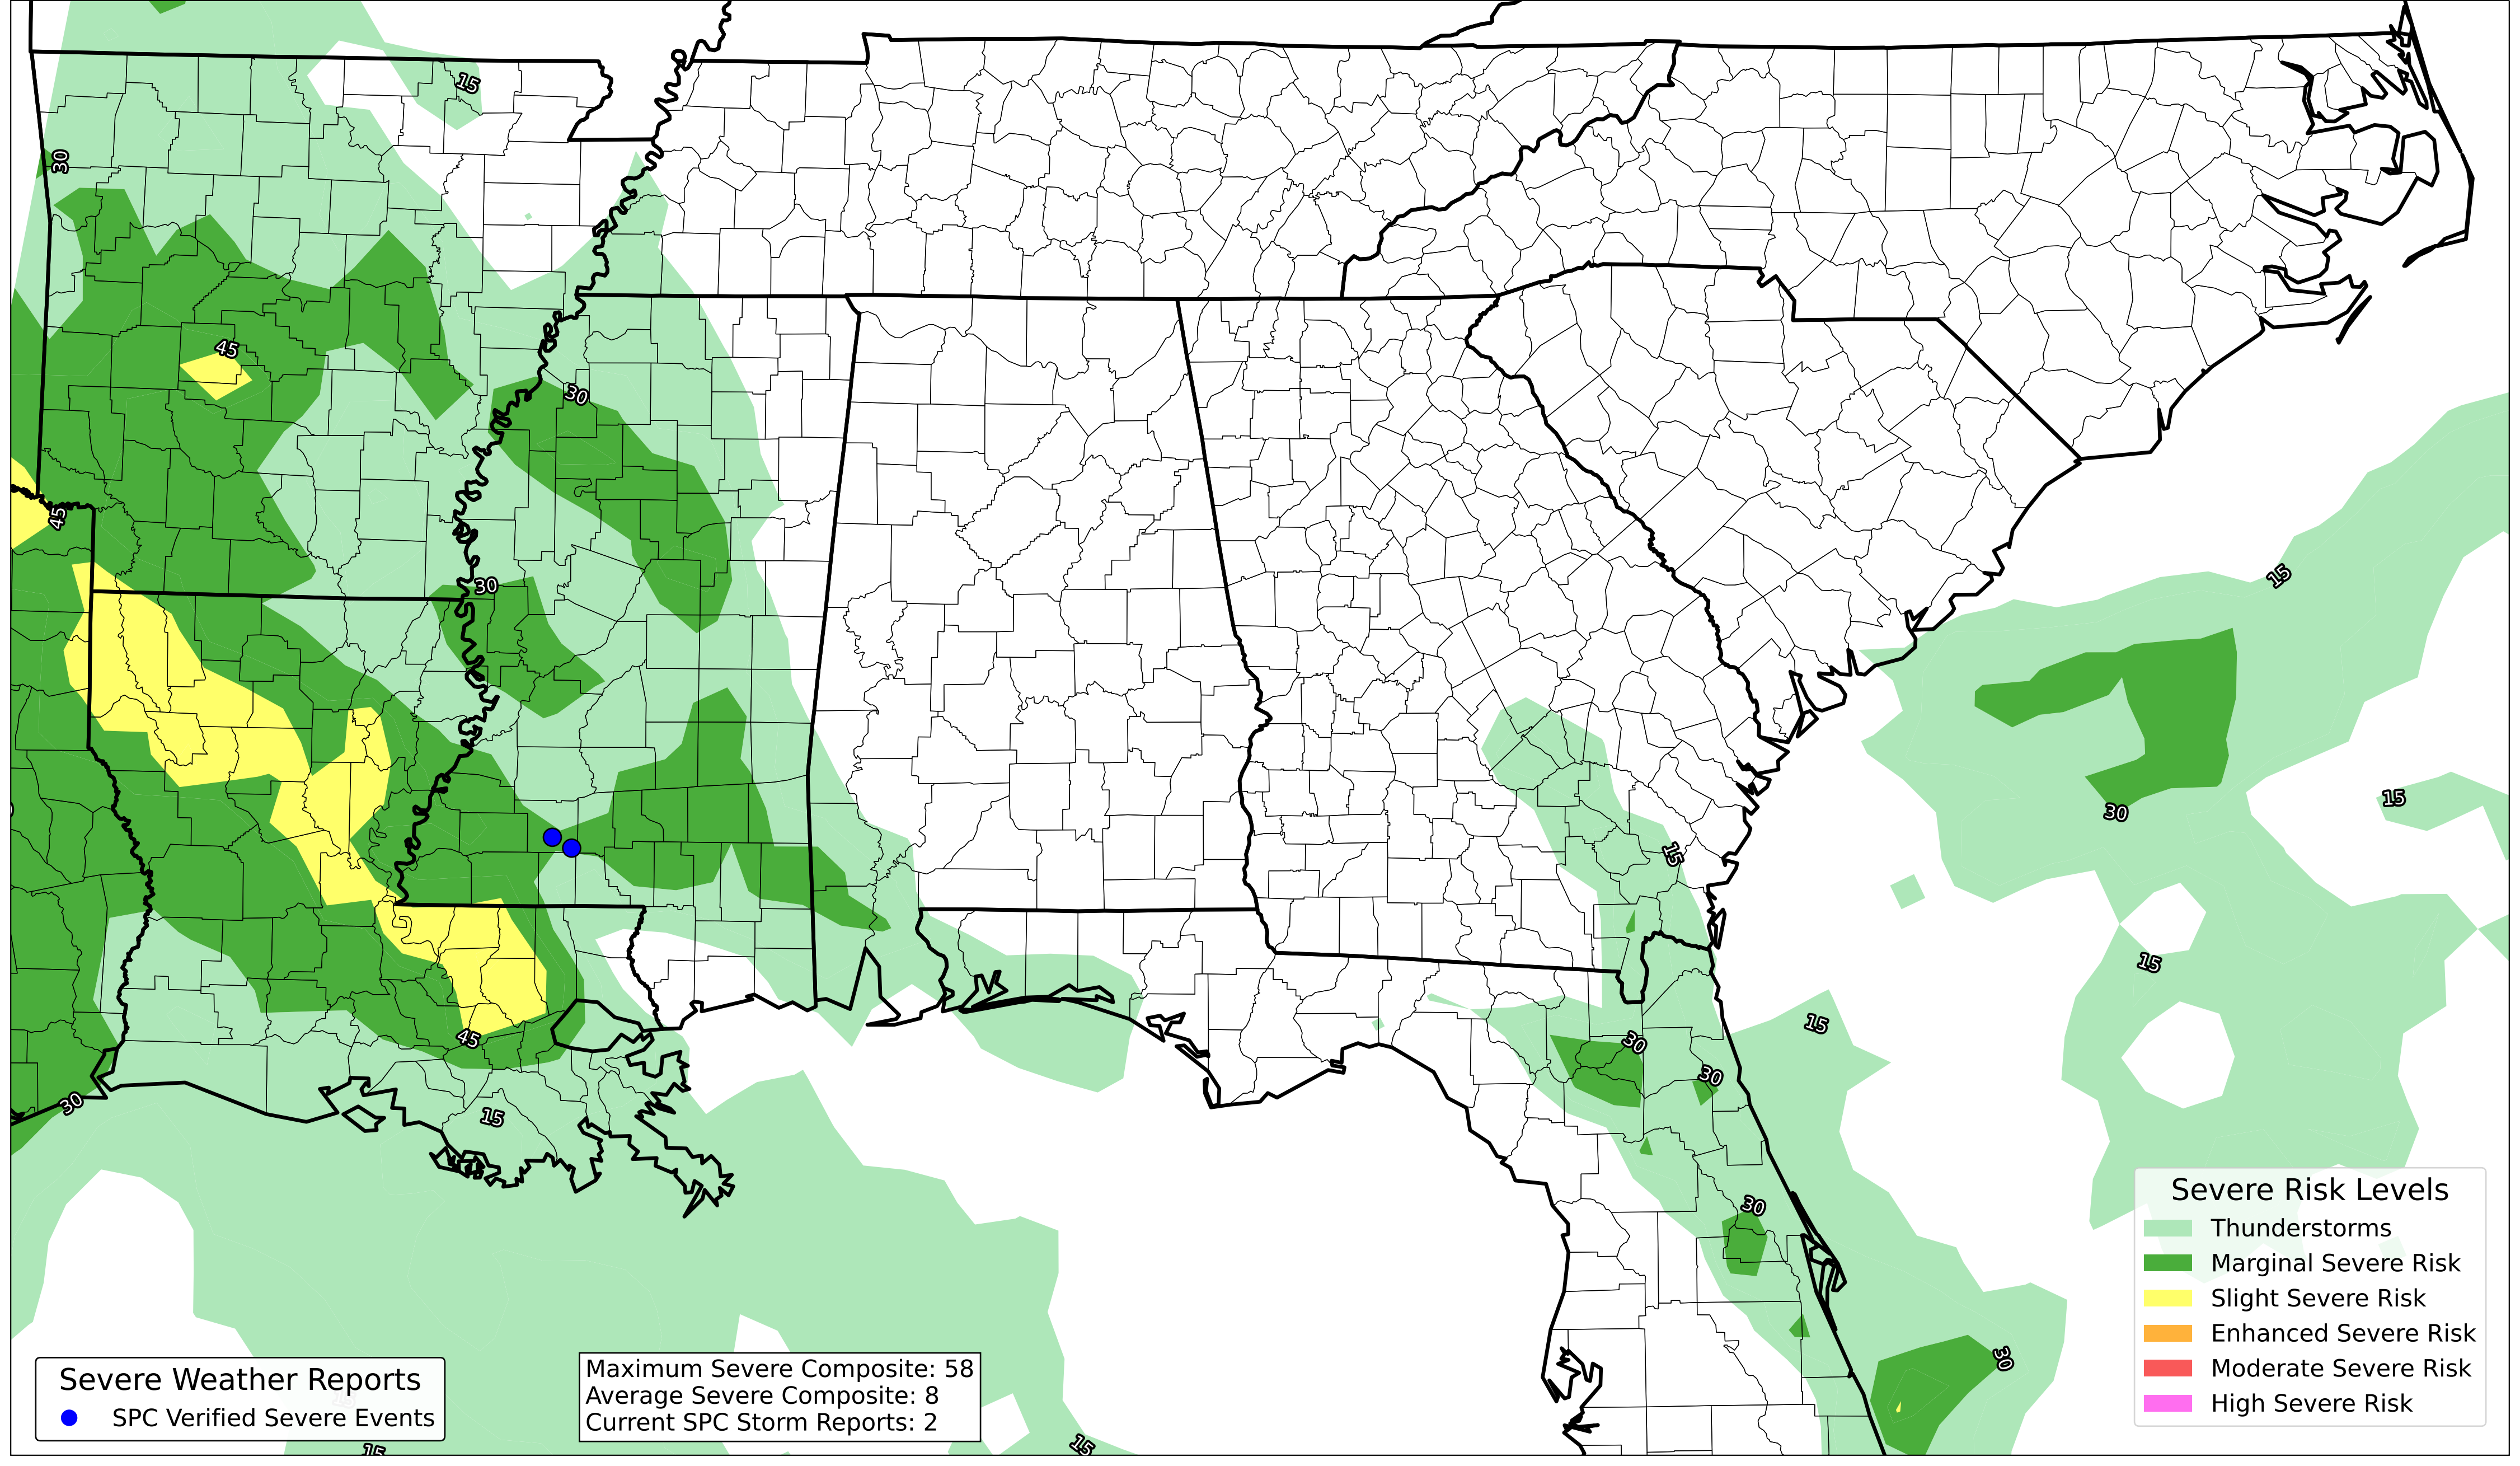 15
30
45
30
45
30
15
15
30
15
15
15
30
45
30
30
15
30
30
15
15
Severe Risk Levels
Thunderstorms
Marginal Severe Risk
Slight Severe Risk
Enhanced Severe Risk
Moderate Severe Risk
High Severe Risk
Severe Weather Reports
SPC Verified Severe Events
Maximum Severe Composite: 58
Average Severe Composite: 8
Current SPC Storm Reports: 2